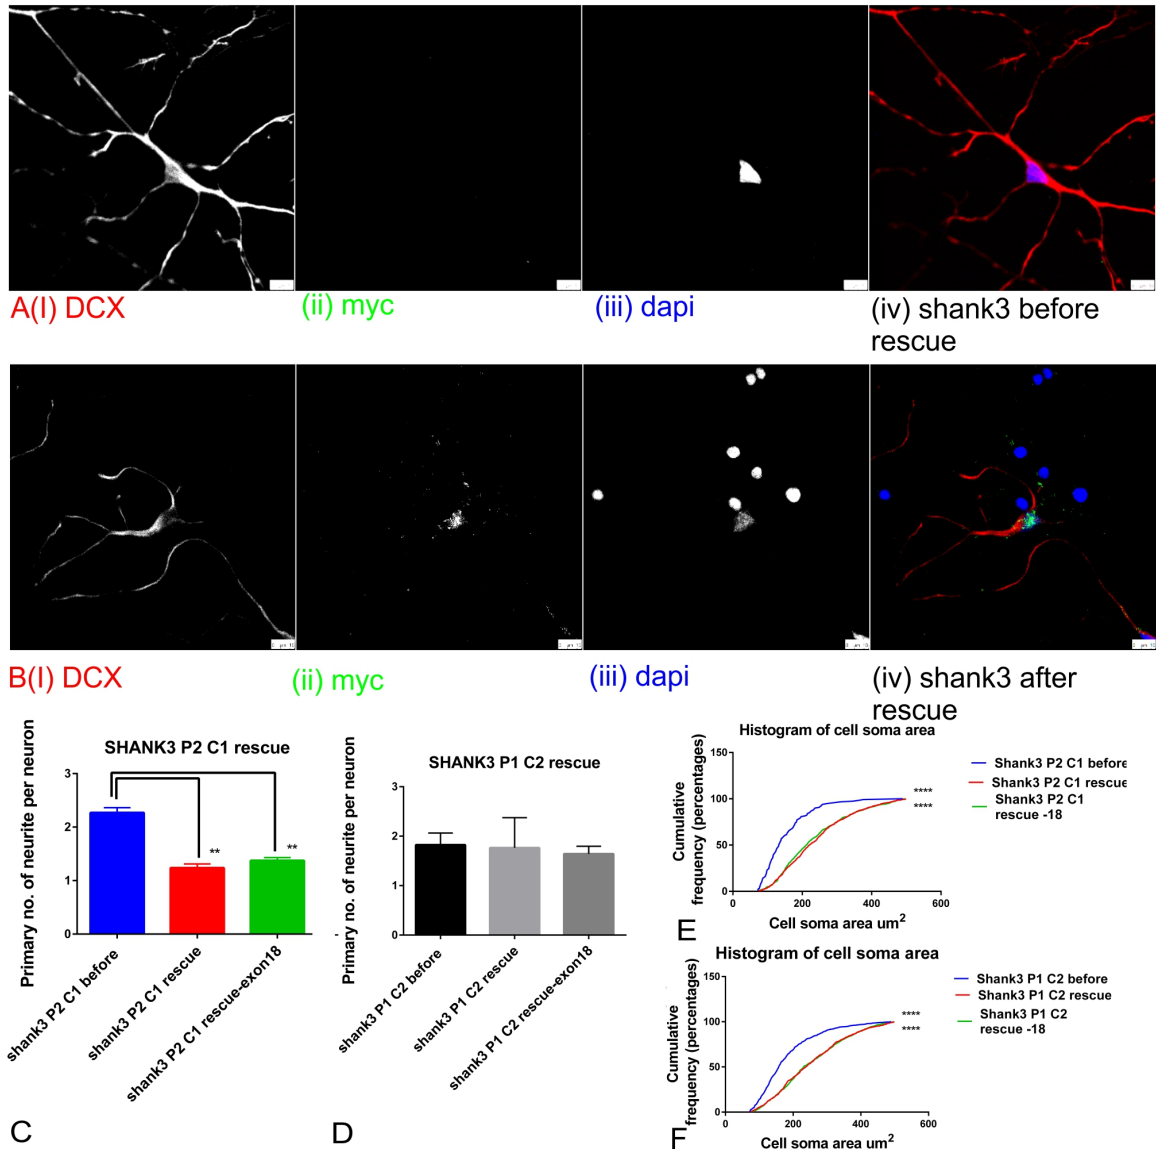 A(I) DCX
(ii) myc
(iii) dapi
(iv) shank3 before
rescue
B(I) DCX
(ii) myc
(iii) dapi
(iv) shank3 after
rescue
SHANK3 P2 C1 rescue
Primary no. of neurite per neuron
3
2
1
0
**
**
shank3 P2 C1 before
shank3 P2 C1 rescue
shank3 P2 C1 rescue-exon18
C
SHANK3 P1 C2 rescue
Primary no. of neurite per neuron
3
2
1
0
shank3 P1 C2 before
shank3 P1 C2 rescue
shank3 P1 C2 rescue-exon18
D
Histogram of cell soma area
Cumulative
frequency (percentages)
150
100
50
0
0
200
400
600
Cell soma area um2
****
****
Shank3 P2 C1 before
Shank3 P2 C1 rescue
Shank3 P2 C1
rescue -18
E
Histogram of cell soma area
Cumulative
frequency (percentages)
150
100
50
0
0
200
400
600
Cell soma area um2
****
****
Shank3 P1 C2 before
Shank3 P1 C2 rescue
Shank3 P1 C2
rescue -18
F